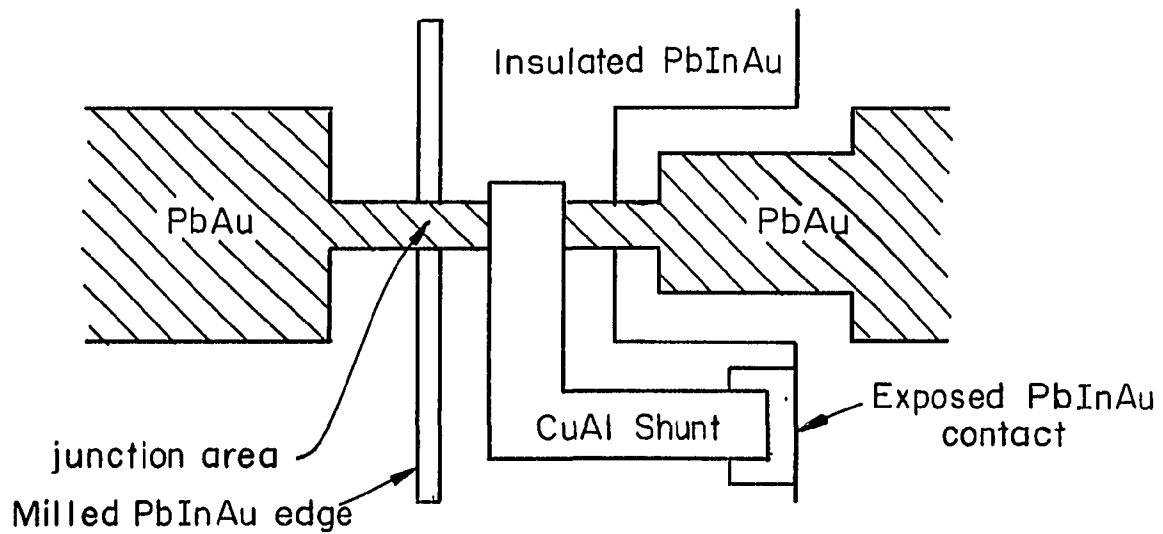 Insulated PbInAu
PbAu
PbAu
CuAl Shunt
Exposed PbInAu
contact
junction area
Milled PbInAu edge